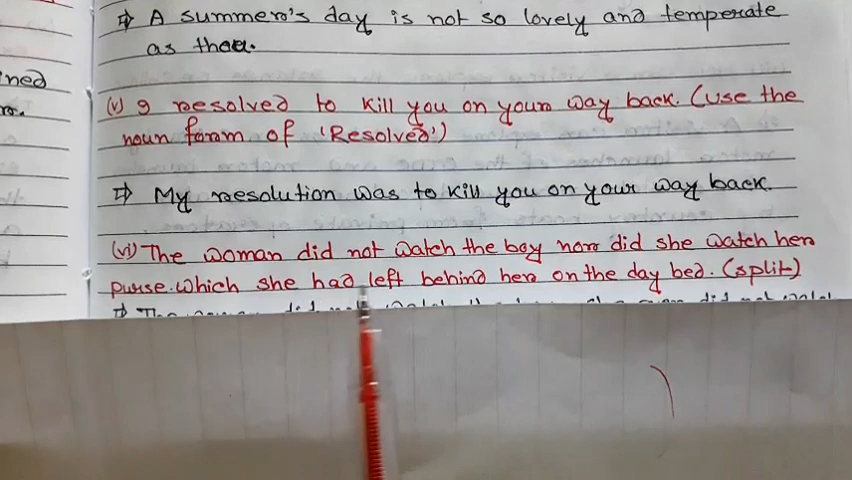 ⇒ A summer's day is not so lovely and temperate
as thee.
ined
(v) I resolved to kill you on your way back. (use the
noun form of 'Resolved')
⇒ My resolution was to kill you on your way back.
(vi) The woman did not watch the boy nor did she watch her
purse which she had left behind her on the day bed. (split)